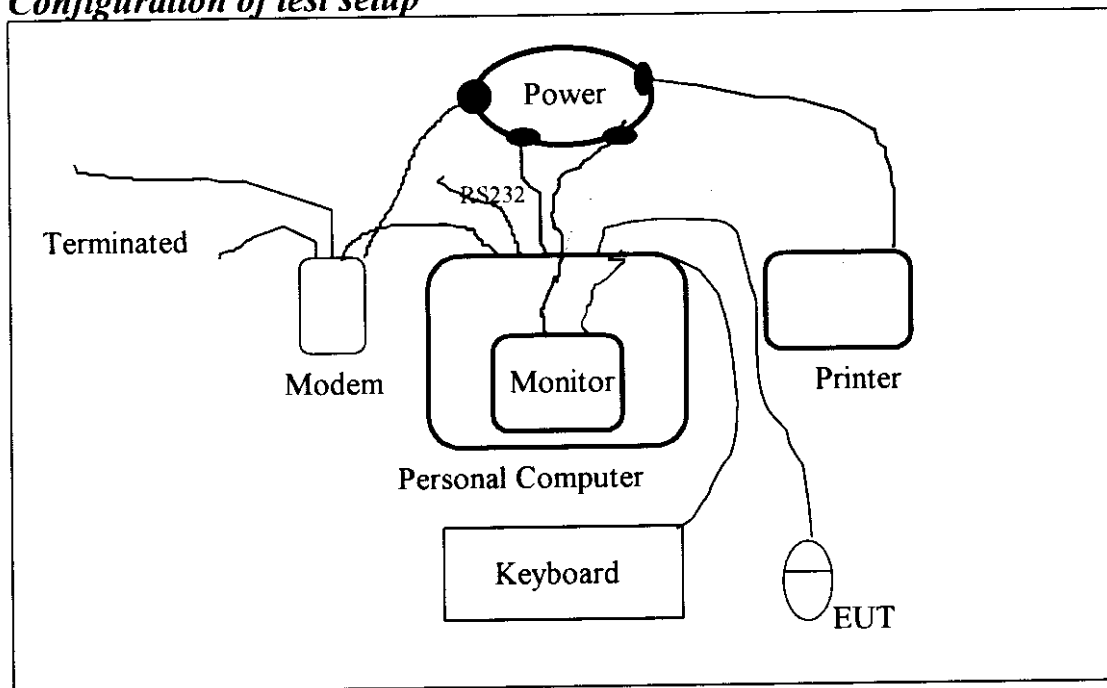 Configuration of test setup
Power
RS232
Terminated
Modem
Monitor
Printer
Personal Computer
Keyboard
EUT